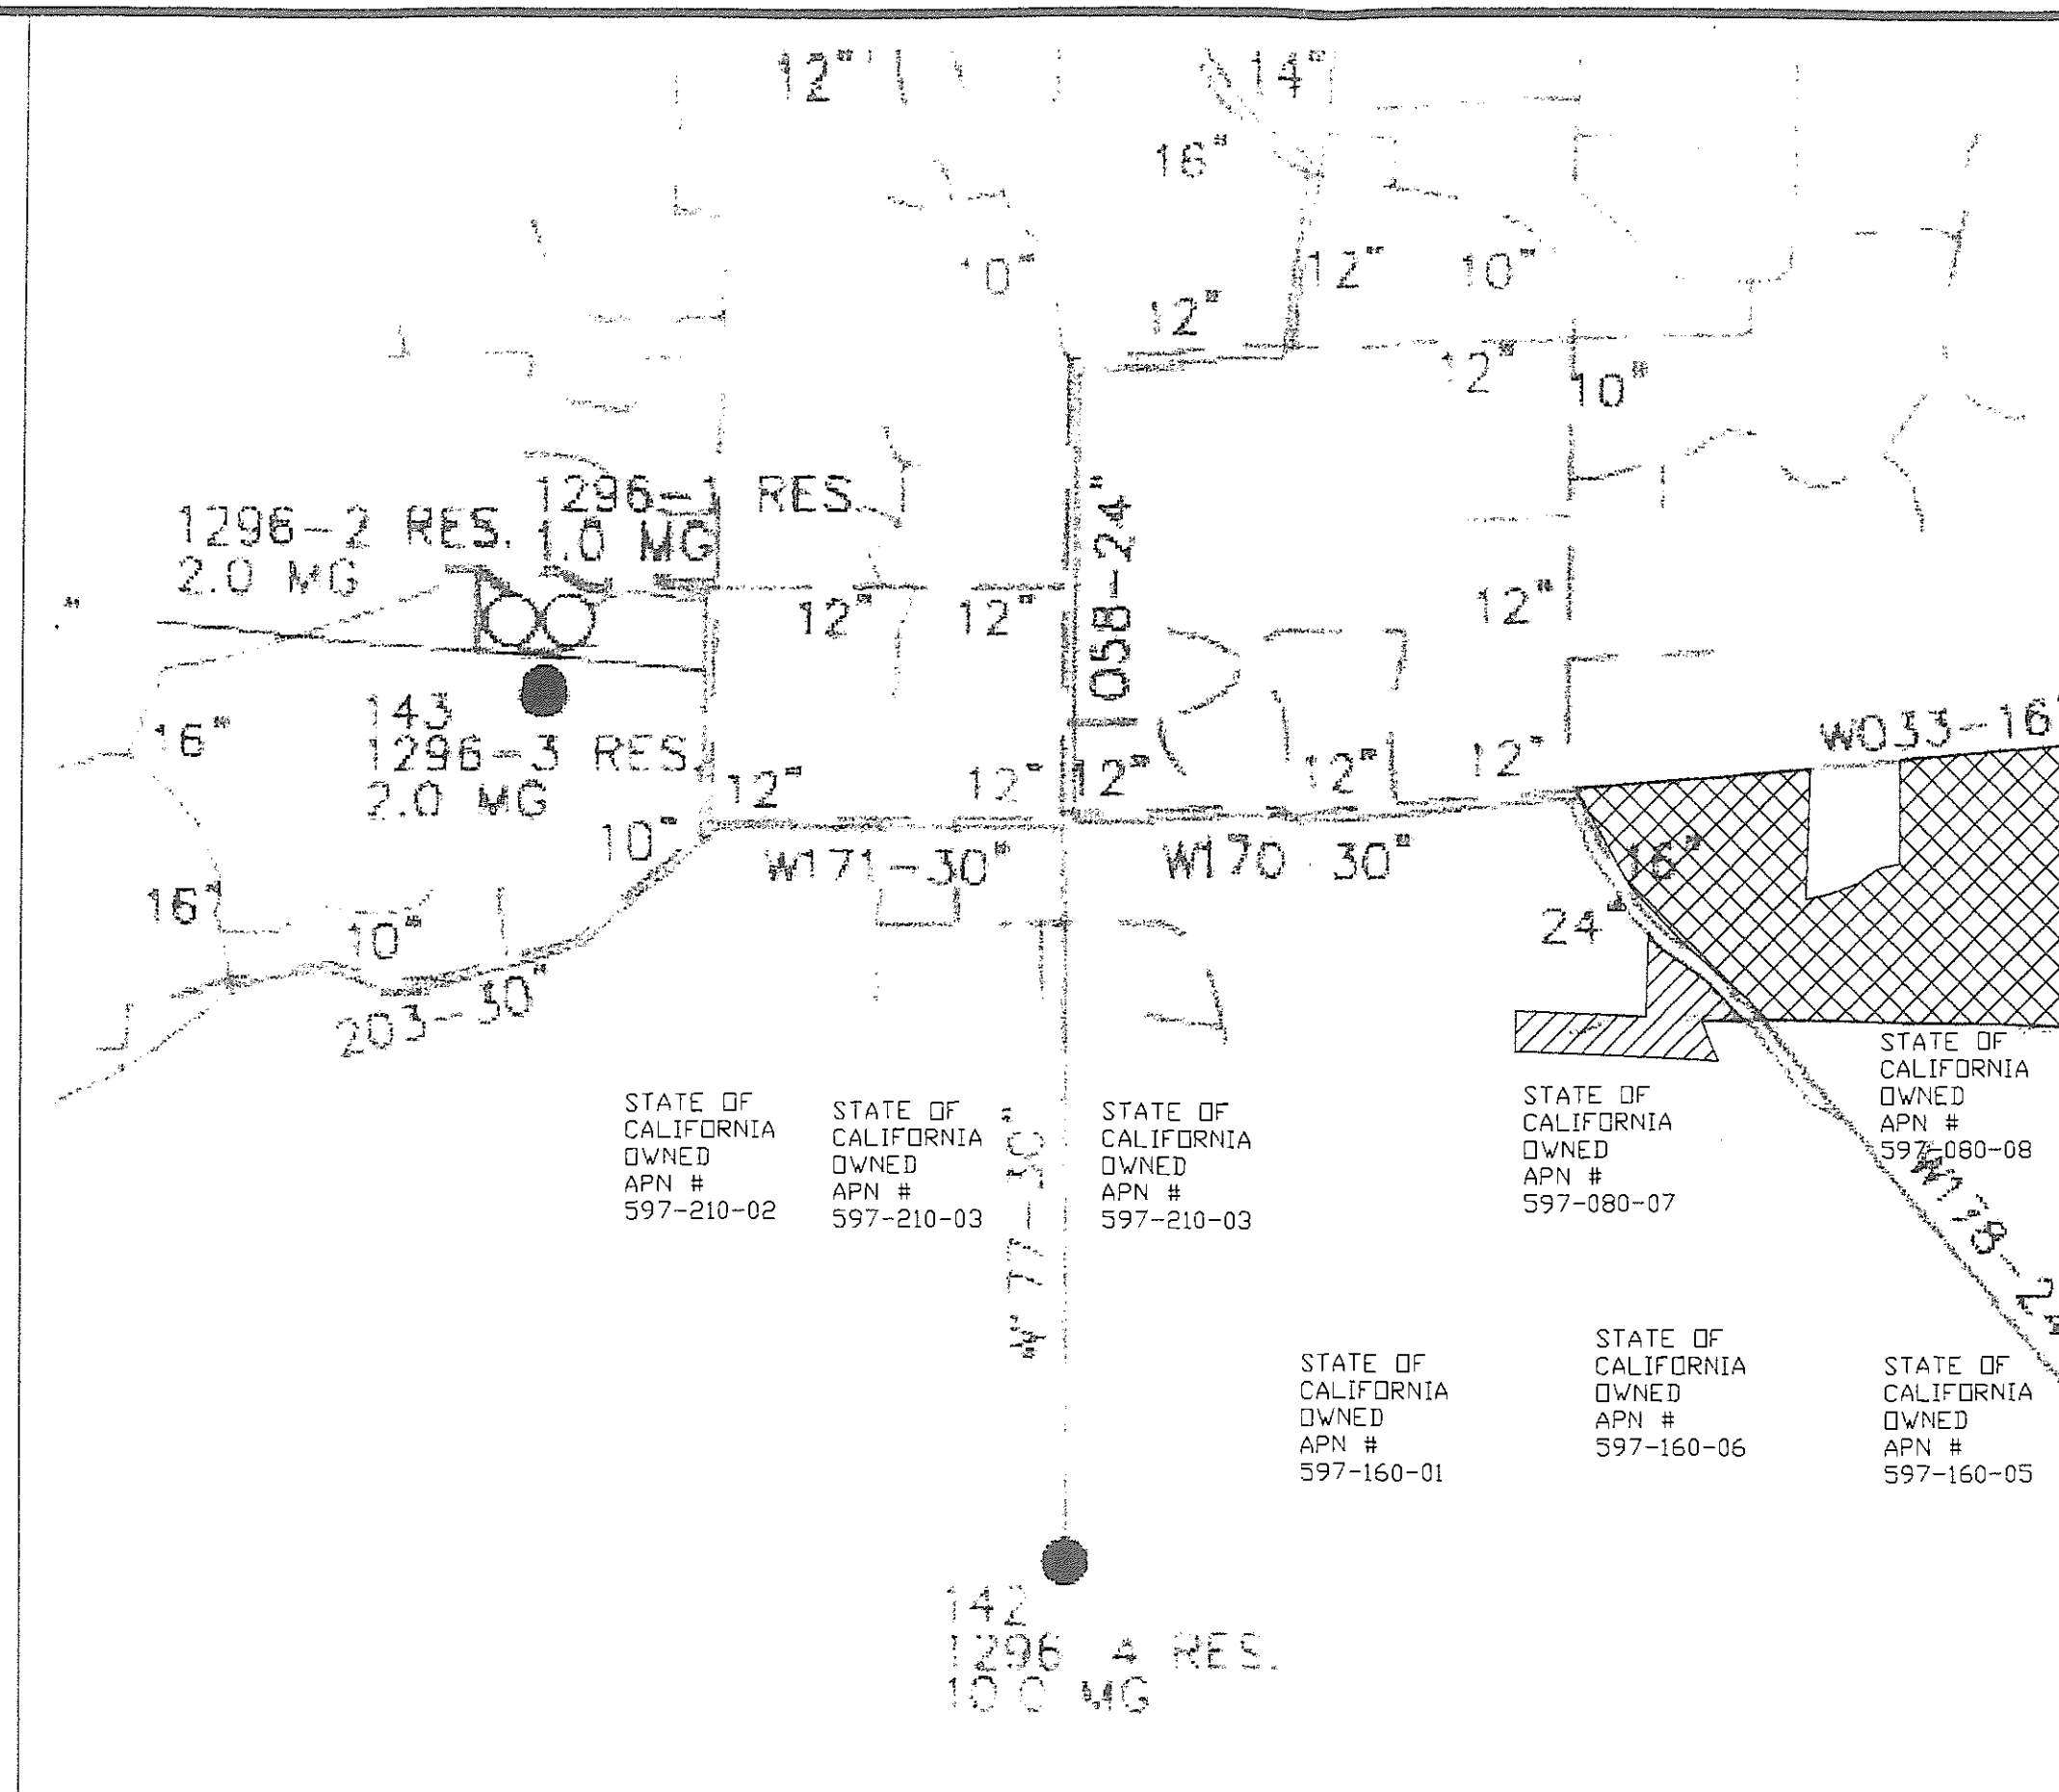 12"
14"
16"
10"
12"
10"
12"
12"
10"
1296-1 RES.
1.0 MG
1296-2 RES.
2.0 MG
058-24"
12"
12"
12"
16"
143
1296-3 RES.
2.0 MG
W033-16"
12"
12"
12"
12"
12"
10"
W171-30"
W170 30"
16"
16"
24"
10"
203-30"
STATE OF
CALIFORNIA
OWNED
APN #
597-210-02
STATE OF
CALIFORNIA
OWNED
APN #
597-210-03
STATE OF
CALIFORNIA
OWNED
APN #
597-210-03
STATE OF
CALIFORNIA
OWNED
APN #
597-080-07
STATE OF
CALIFORNIA
OWNED
APN #
597-080-08
STATE OF
CALIFORNIA
OWNED
APN #
597-160-01
STATE OF
CALIFORNIA
OWNED
APN #
597-160-06
STATE OF
CALIFORNIA
OWNED
APN #
597-160-05
142
1296 4 RES.
10 0 MG